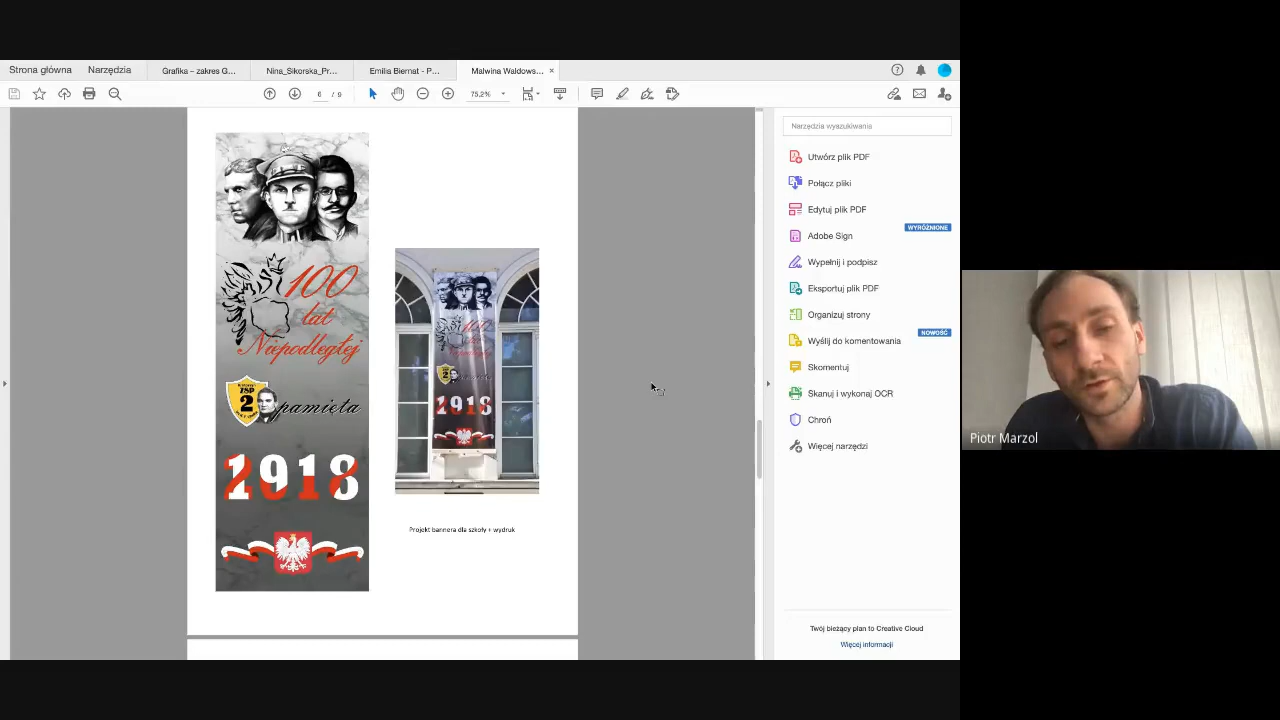 Strona główna
Narzędzia
Grafika – zakres G...
Nina_Sikorska_Pr...
Emilia Biernat - P...
Malwina Waldows...
6 / 9
75,2%
100
lat
Niepodległej
ZSP
2
pamięta
1918
1918
Projekt bannera dla szkoły + wydruk
Narzędzia wyszukiwania
Utwórz plik PDF
Połącz pliki
Edytuj plik PDF
WYRÓŻNIONE
Adobe Sign
Wypełnij i podpisz
Eksportuj plik PDF
Organizuj strony
NOWOŚĆ
Wyślij do komentowania
Skomentuj
Skanuj i wykonaj OCR
Chroń
Więcej narzędzi
Twój bieżący plan to Creative Cloud
Więcej informacji
Piotr Marzol